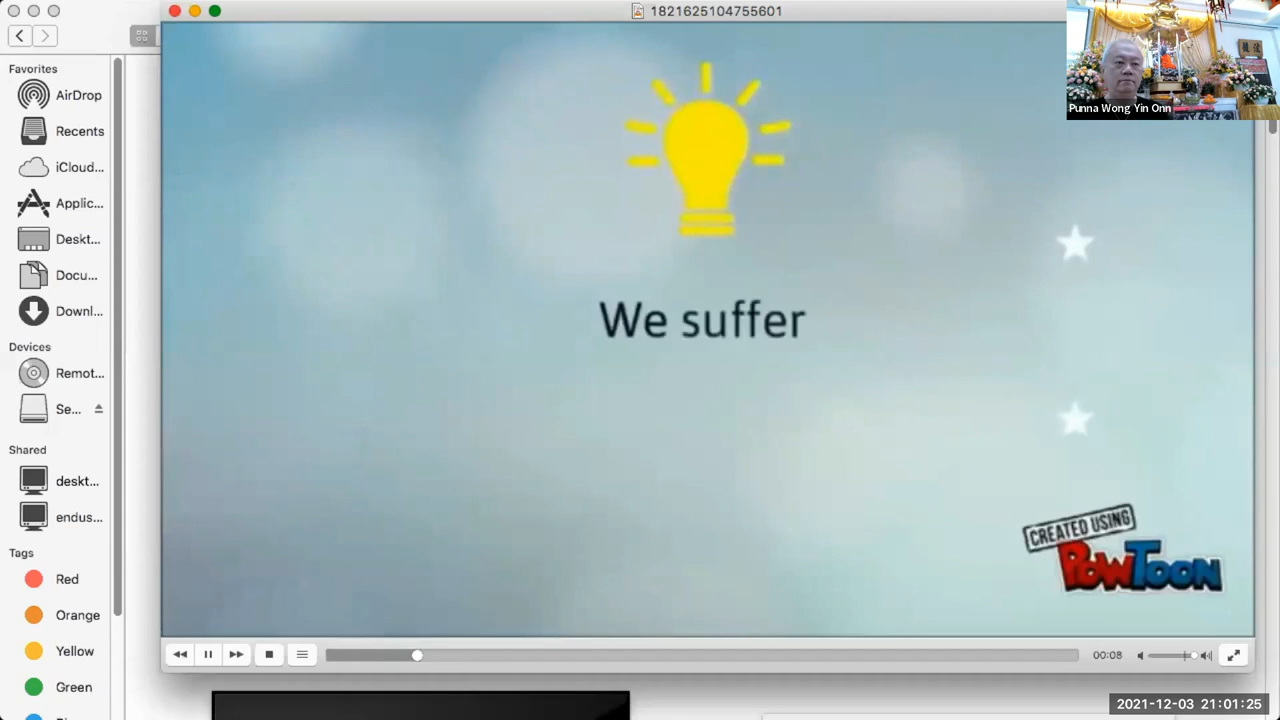 1821625104755601
Punna Wong Yin Onn
Favorites
AirDrop
Recents
iCloud...
Applic...
Deskt...
Docu...
Downl...
Devices
Remot...
Se...
Shared
deskt...
endus...
Tags
Red
Orange
Yellow
Green
We suffer
CREATED USING
POWTOON
00:08
2021-12-03 21:01:25